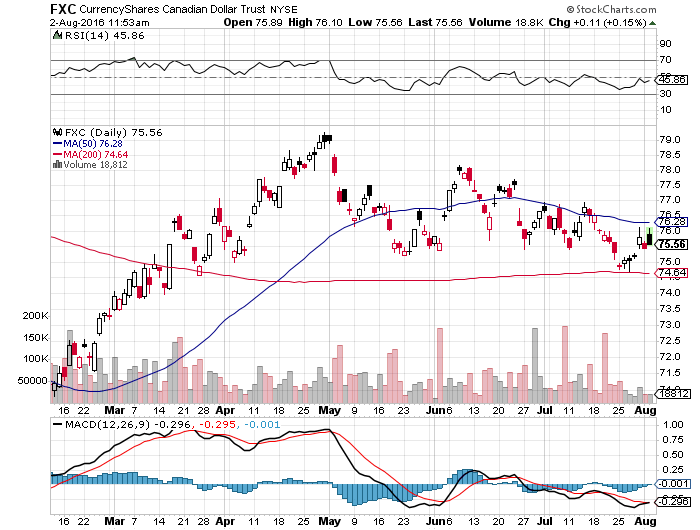 FXC CurrencyShares Canadian Dollar Trust NYSE © StockCharts.com
2-Aug-2016 11:53am Open 75.89 High 76.10 Low 75.56 Last 75.56 Volume 18.8K Chg +0.11 (+0.15%)
RSI(14) 45.86
90
70
50
45.86
30
10
FXC (Daily) 75.56
MA(50) 76.28
MA(200) 74.64
Volume 18,812
79.0
78.5
78.0
77.5
77.0
76.5
76.28
76.0
75.56
75.0
74.64
74.0
73.5
73.0
72.5
72.0
71.5
71.0
200K
150K
100K
50000
18812
16 22 Mar 7 14 21 28 Apr 11 18 25 May 9 16 23 Jun 6 13 20 27 Jul 11 18 25 Aug
MACD(12,26,9) -0.296, -0.295, -0.001
1.00
0.75
0.50
0.25
-0.001
-0.296
16 22 Mar 7 14 21 28 Apr 11 18 25 May 9 16 23 Jun 6 13 20 27 Jul 11 18 25 Aug